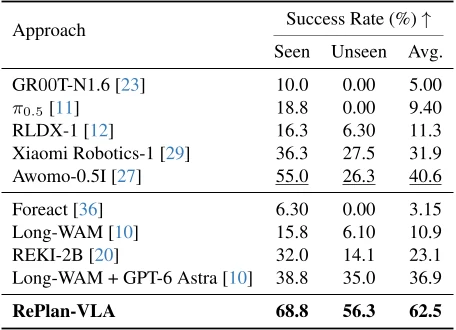 Approach Success Rate (%) ↑
Seen Unseen Avg.
GR00T-N1.6 [23] 10.0 0.00 5.00
π0.5 [11] 18.8 0.00 9.40
RLDX-1 [12] 16.3 6.30 11.3
Xiaomi Robotics-1 [29] 36.3 27.5 31.9
Awomo-0.5I [27] 55.0 26.3 40.6
Foreact [36] 6.30 0.00 3.15
Long-WAM [10] 15.8 6.10 10.9
REKI-2B [20] 32.0 14.1 23.1
Long-WAM + GPT-6 Astra [10] 38.8 35.0 36.9
RePlan-VLA 68.8 56.3 62.5